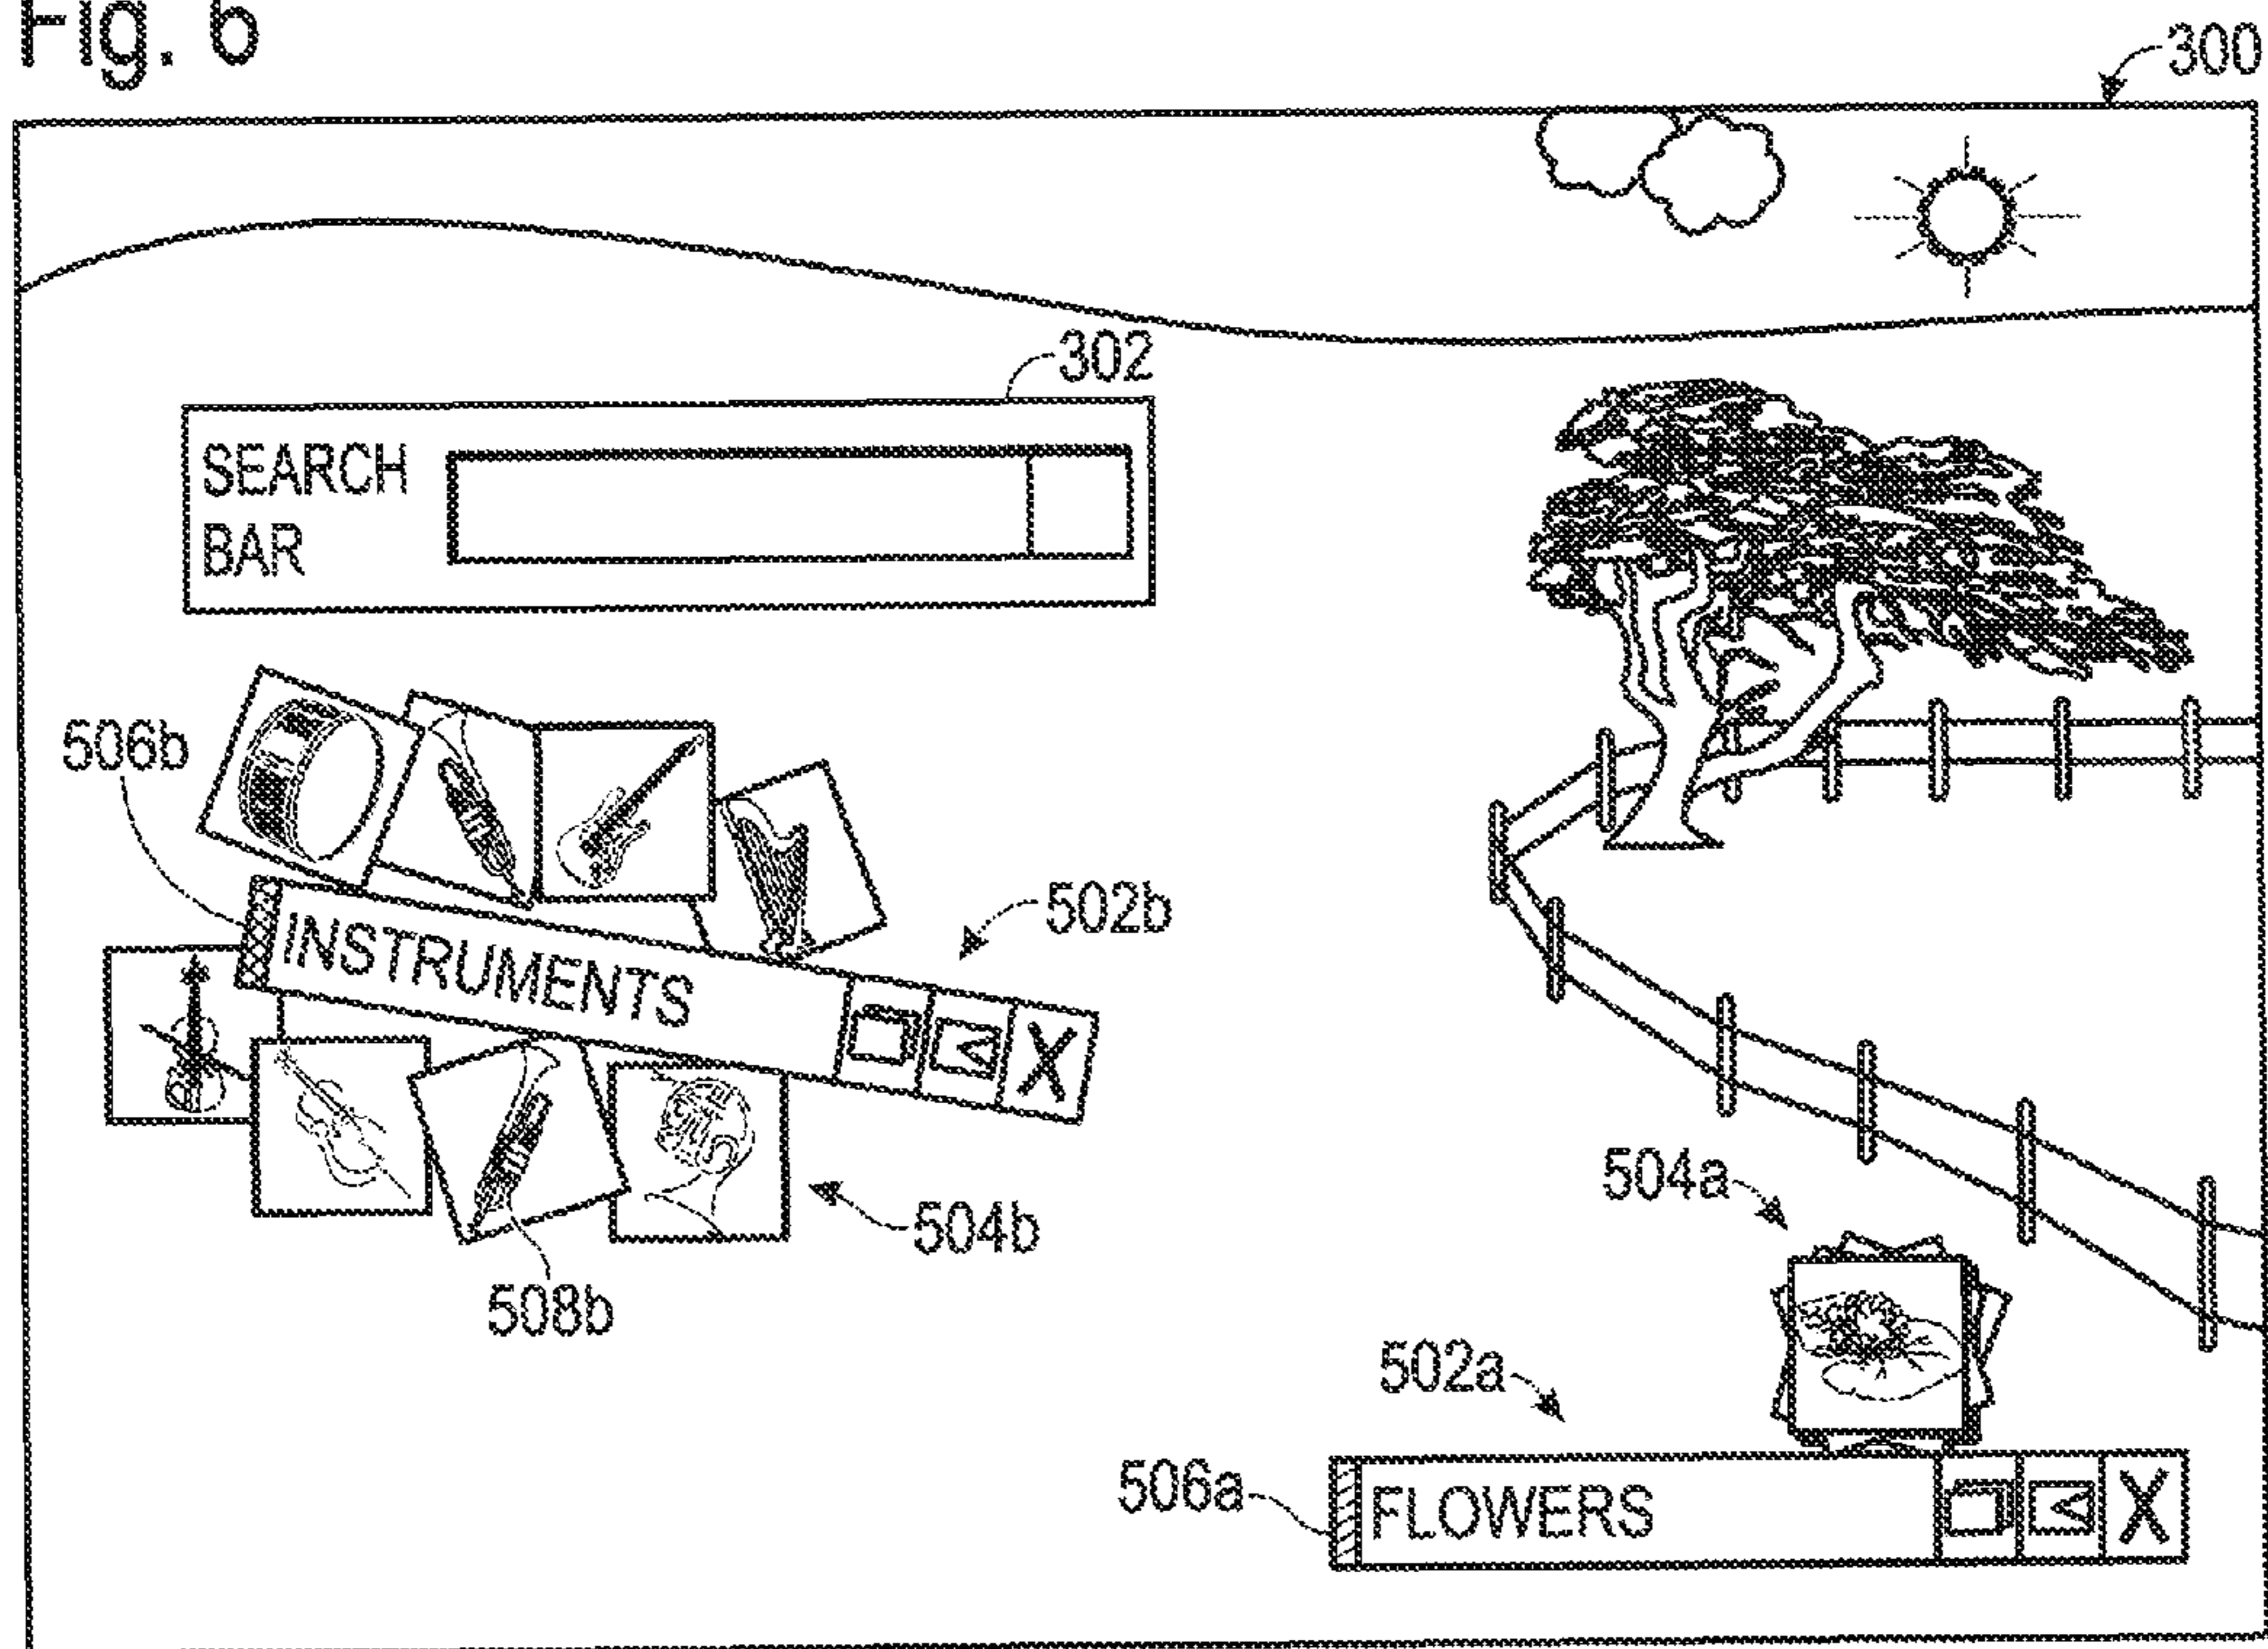 Fig. 6
300
302
SEARCH
BAR
506b
INSTRUMENTS
502b
X
504b
508b
504a
502a
506a
FLOWERS
X